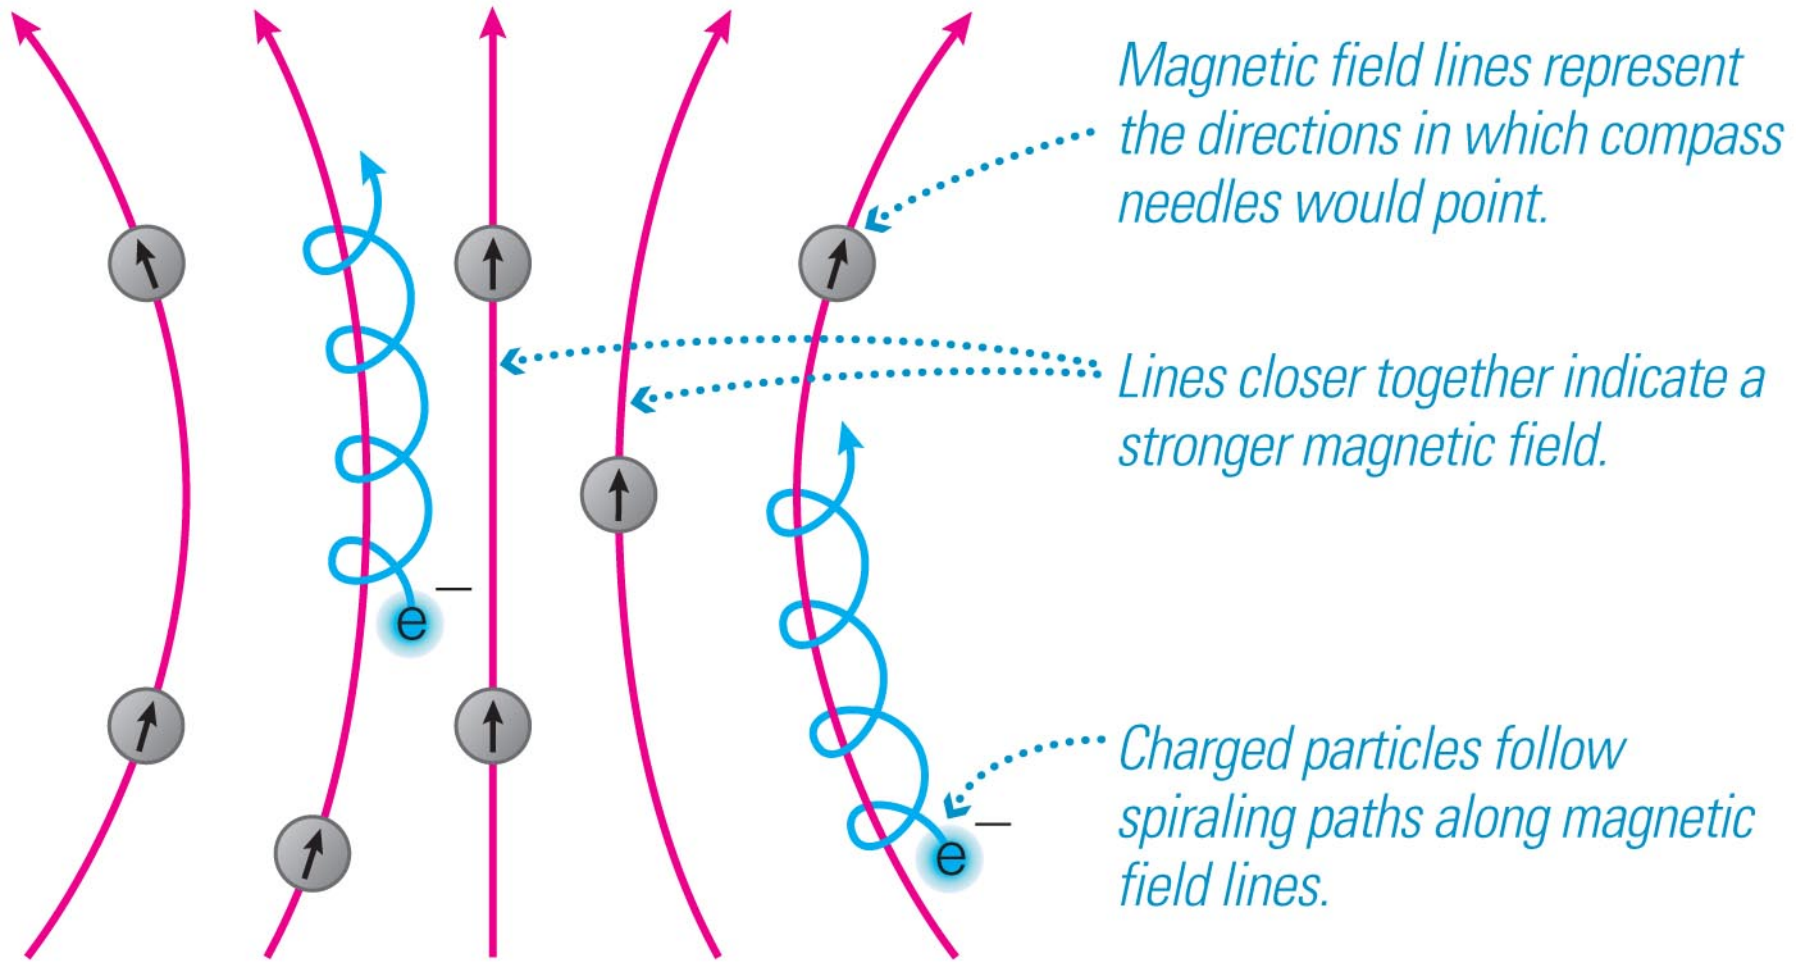 Magnetic field lines represent
the directions in which compass
needles would point.
Lines closer together indicate a
stronger magnetic field.
e−
Charged particles follow
spiraling paths along magnetic
field lines.
e−